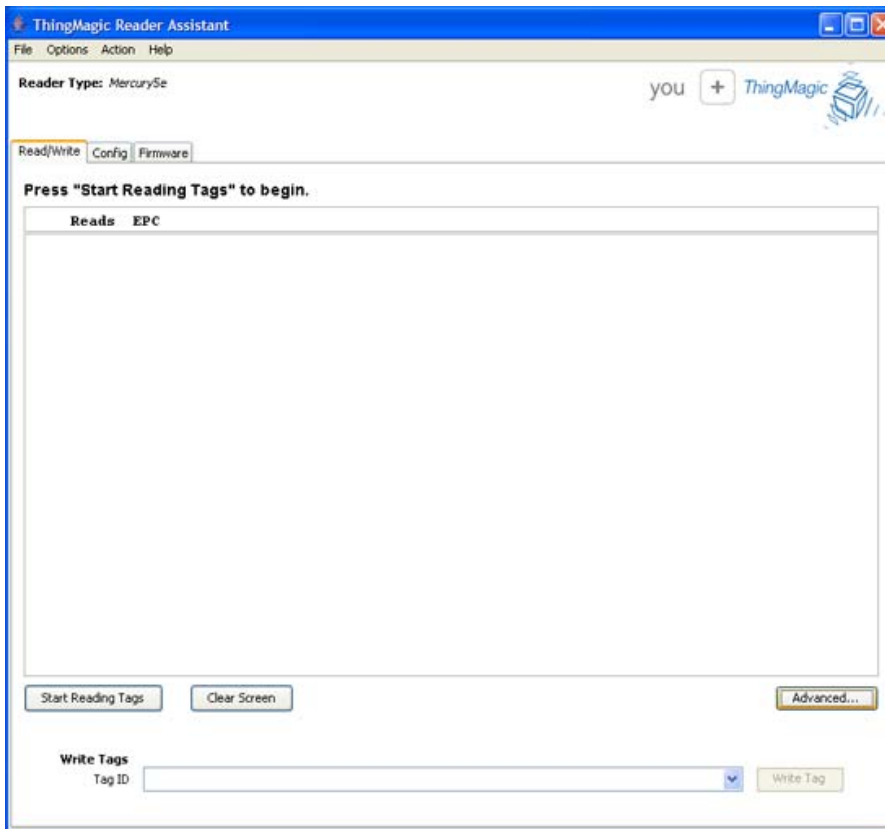 ThingMagic Reader Assistant
File Options Action Help
Reader Type: Mercury5e
you + ThingMagic
Read/Write Config Firmware
Press "Start Reading Tags" to begin.
Reads EPC
Start Reading Tags Clear Screen Advanced...
Write Tags
Tag ID Write Tag